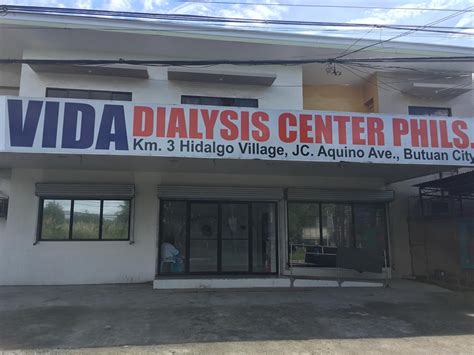 VIDA DIALYSIS CENTER PHILS.
Km. 3 Hidalgo Village, JC. Aquino Ave., Butuan City